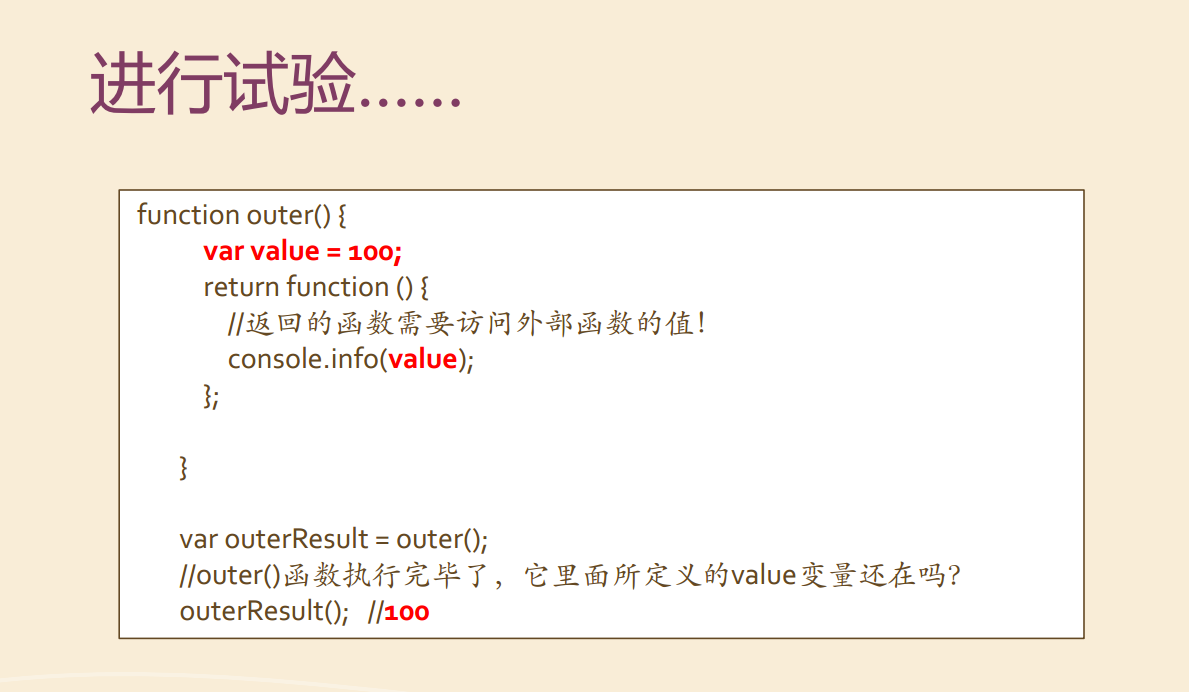 进行试验……
function outer() {
var value = 100;
return function () {
//返回的函数需要访问外部函数的值！
console.info(value);
};
}
var outerResult = outer();
//outer()函数执行完毕了，它里面所定义的value变量还在吗？
outerResult(); //100